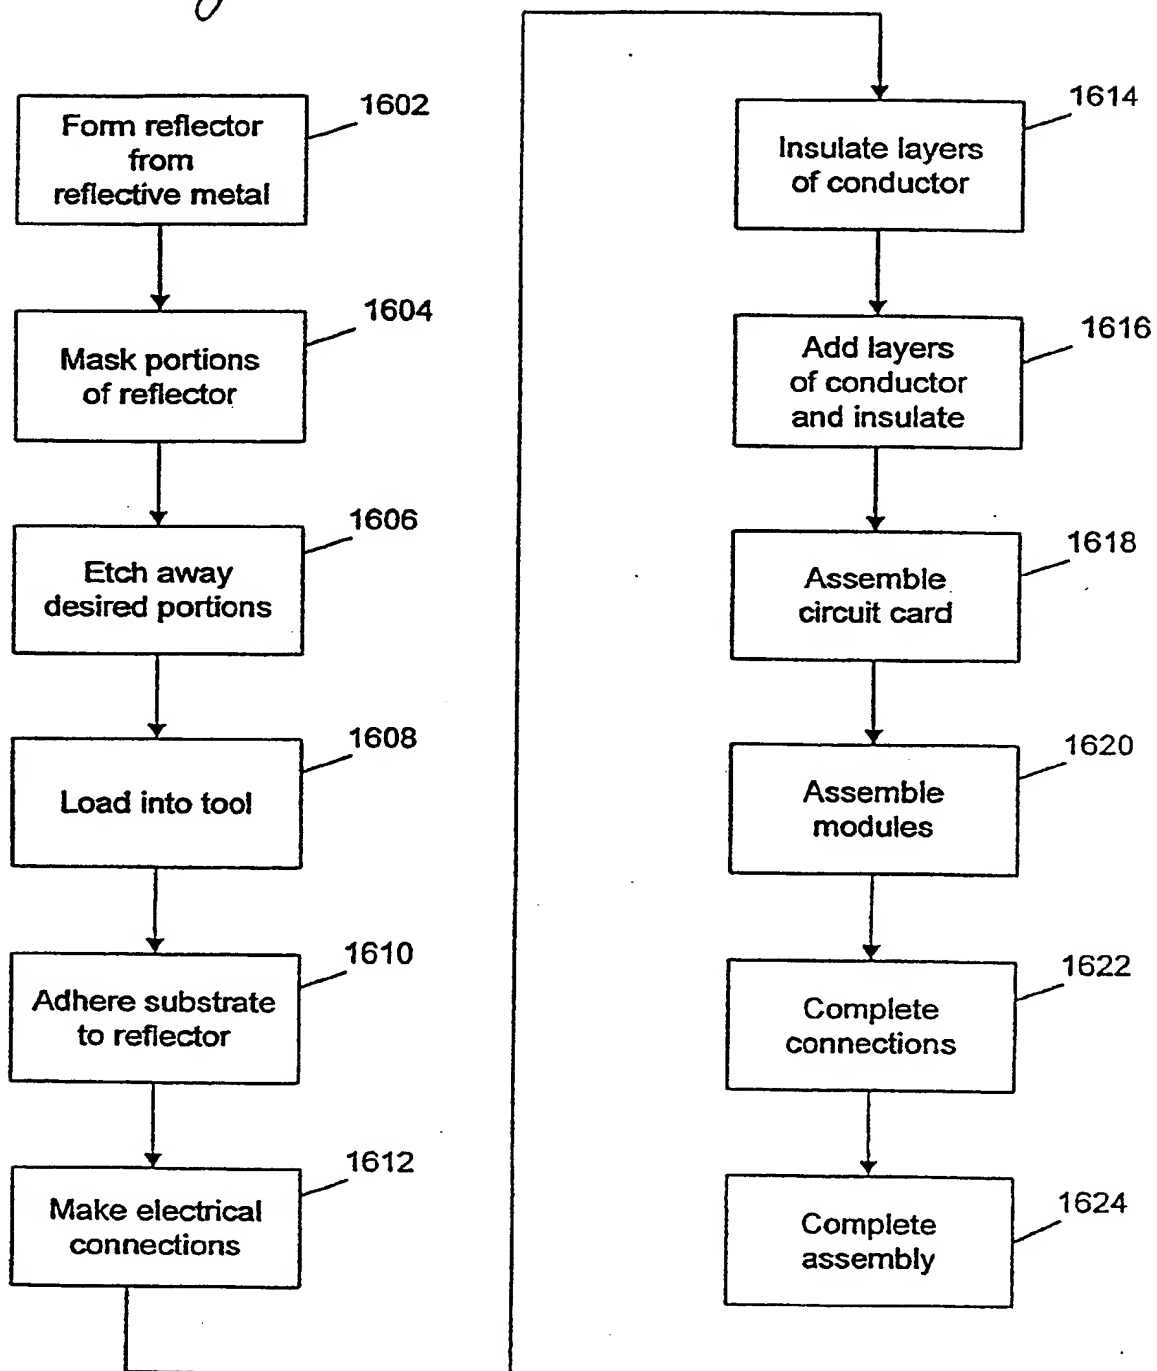 1602
Form reflector
from
reflective metal
1604
Mask portions
of reflector
1606
Etch away
desired portions
1608
Load into tool
1610
Adhere substrate
to reflector
1612
Make electrical
connections
1614
Insulate layers
of conductor
1616
Add layers
of conductor
and insulate
1618
Assemble
circuit card
1620
Assemble
modules
1622
Complete
connections
1624
Complete
assembly